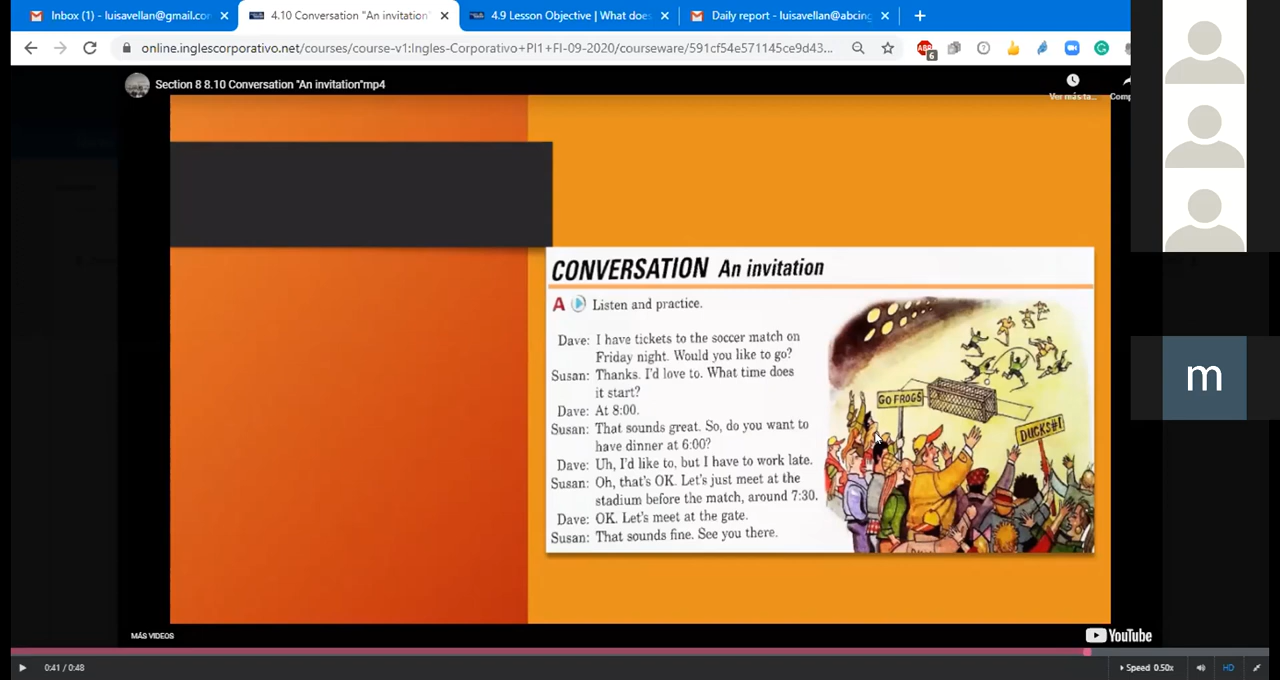 Inbox (1) - luisavellan@gmail.com
4.10 Conversation "An invitation"
4.9 Lesson Objective | What does
Daily report - luisavellan@abcing
online.inglescorporativo.net/courses/course-v1:Ingles-Corporativo+PI1+FI-09-2020/courseware/591cf54e571145ce9d43...
6
Section 8 8.10 Conversation "An invitation"mp4
Ver más ta...
Comp
CONVERSATION An invitation
A Listen and practice.
Dave: I have tickets to the soccer match on
Friday night. Would you like to go?
Susan: Thanks. I'd love to. What time does
it start?
Dave: At 8:00.
Susan: That sounds great. So, do you want to
have dinner at 6:00?
Dave: Uh, I'd like to, but I have to work late.
Susan: Oh, that's OK. Let's just meet at the
stadium before the match, around 7:30.
Dave: OK. Let's meet at the gate.
Susan: That sounds fine. See you there.
GO FROGS
DUCKS#1
m
MÁS VIDEOS
YouTube
0:41 / 0:48
Speed 0.50x
HD